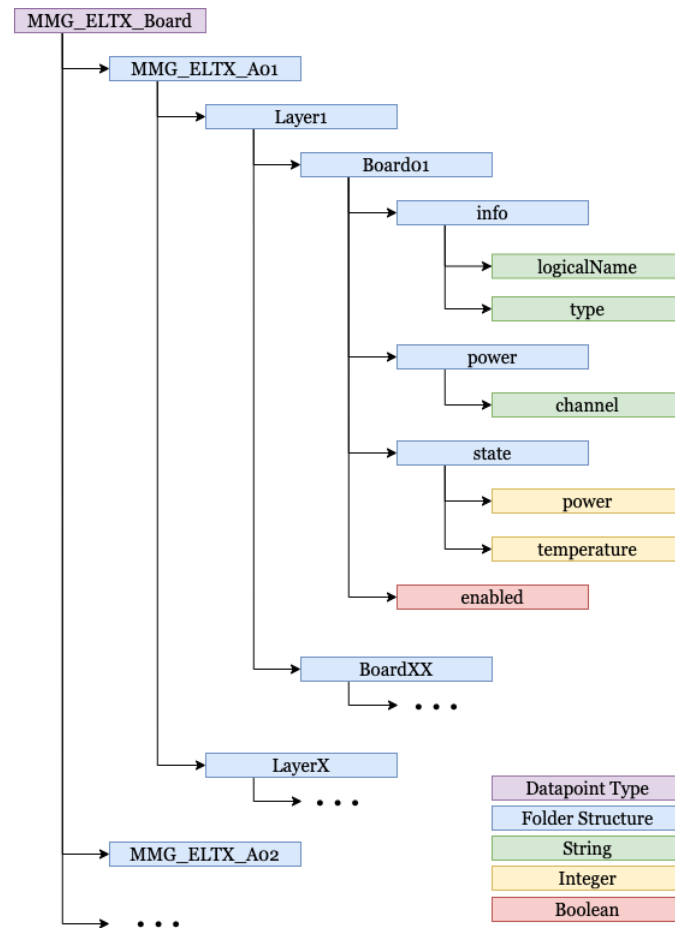 MMG_ELTX_Board
MMG_ELTX_A01
Layer1
Board01
info
logicalName
type
power
channel
state
power
temperature
enabled
BoardXX
...
LayerX
...
MMG_ELTX_A02
...
Datapoint Type
Folder Structure
String
Integer
Boolean